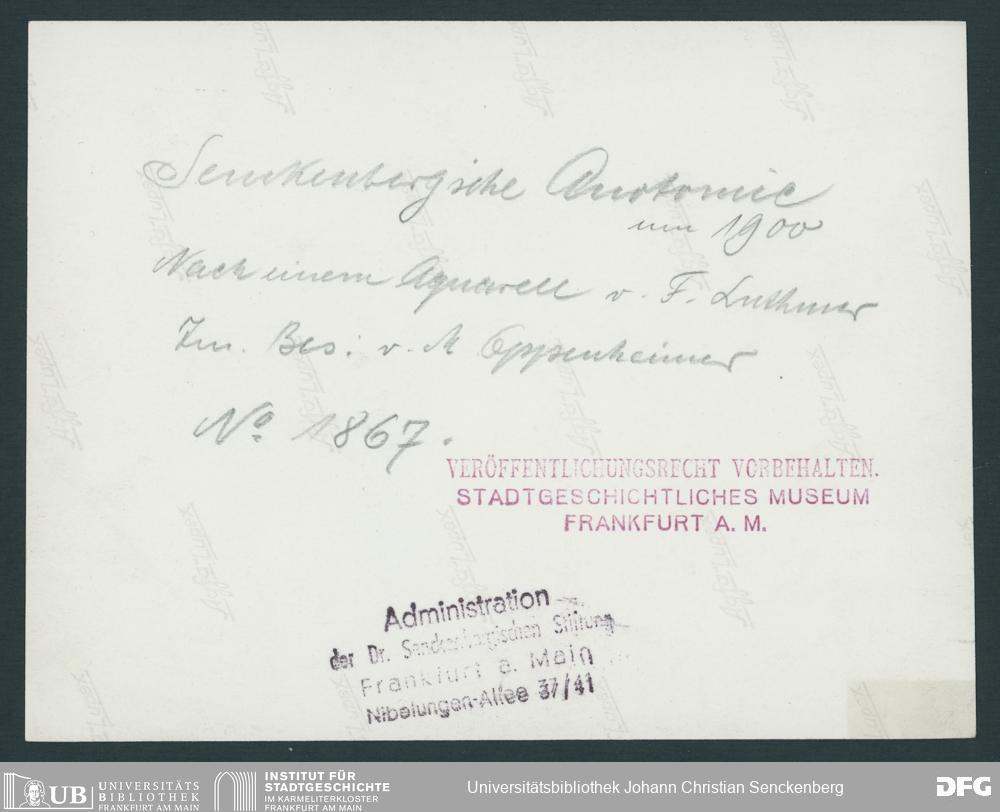 Senckenbergische Anatomie
um 1900
Nach einem Aquarell v. F. Luthmer
Im. Bes. v. M Oppenheimer
No. 1867.
VERÖFFENTLICHUNGSRECHT VORBEHALTEN.
STADTGESCHICHTLICHES MUSEUM
FRANKFURT A. M.
Administration
der Dr. Senckenbergischen Stiftung
Frankfurt a. Main
Nibelungen-Allee 37/41
Agfa Lupex
UB UNIVERSITÄTS
BIBLIOTHEK
FRANKFURT AM MAIN
INSTITUT FÜR
STADTGESCHICHTE
IM KARMELITERKLOSTER
FRANKFURT AM MAIN
Universitätsbibliothek Johann Christian Senckenberg
DFG